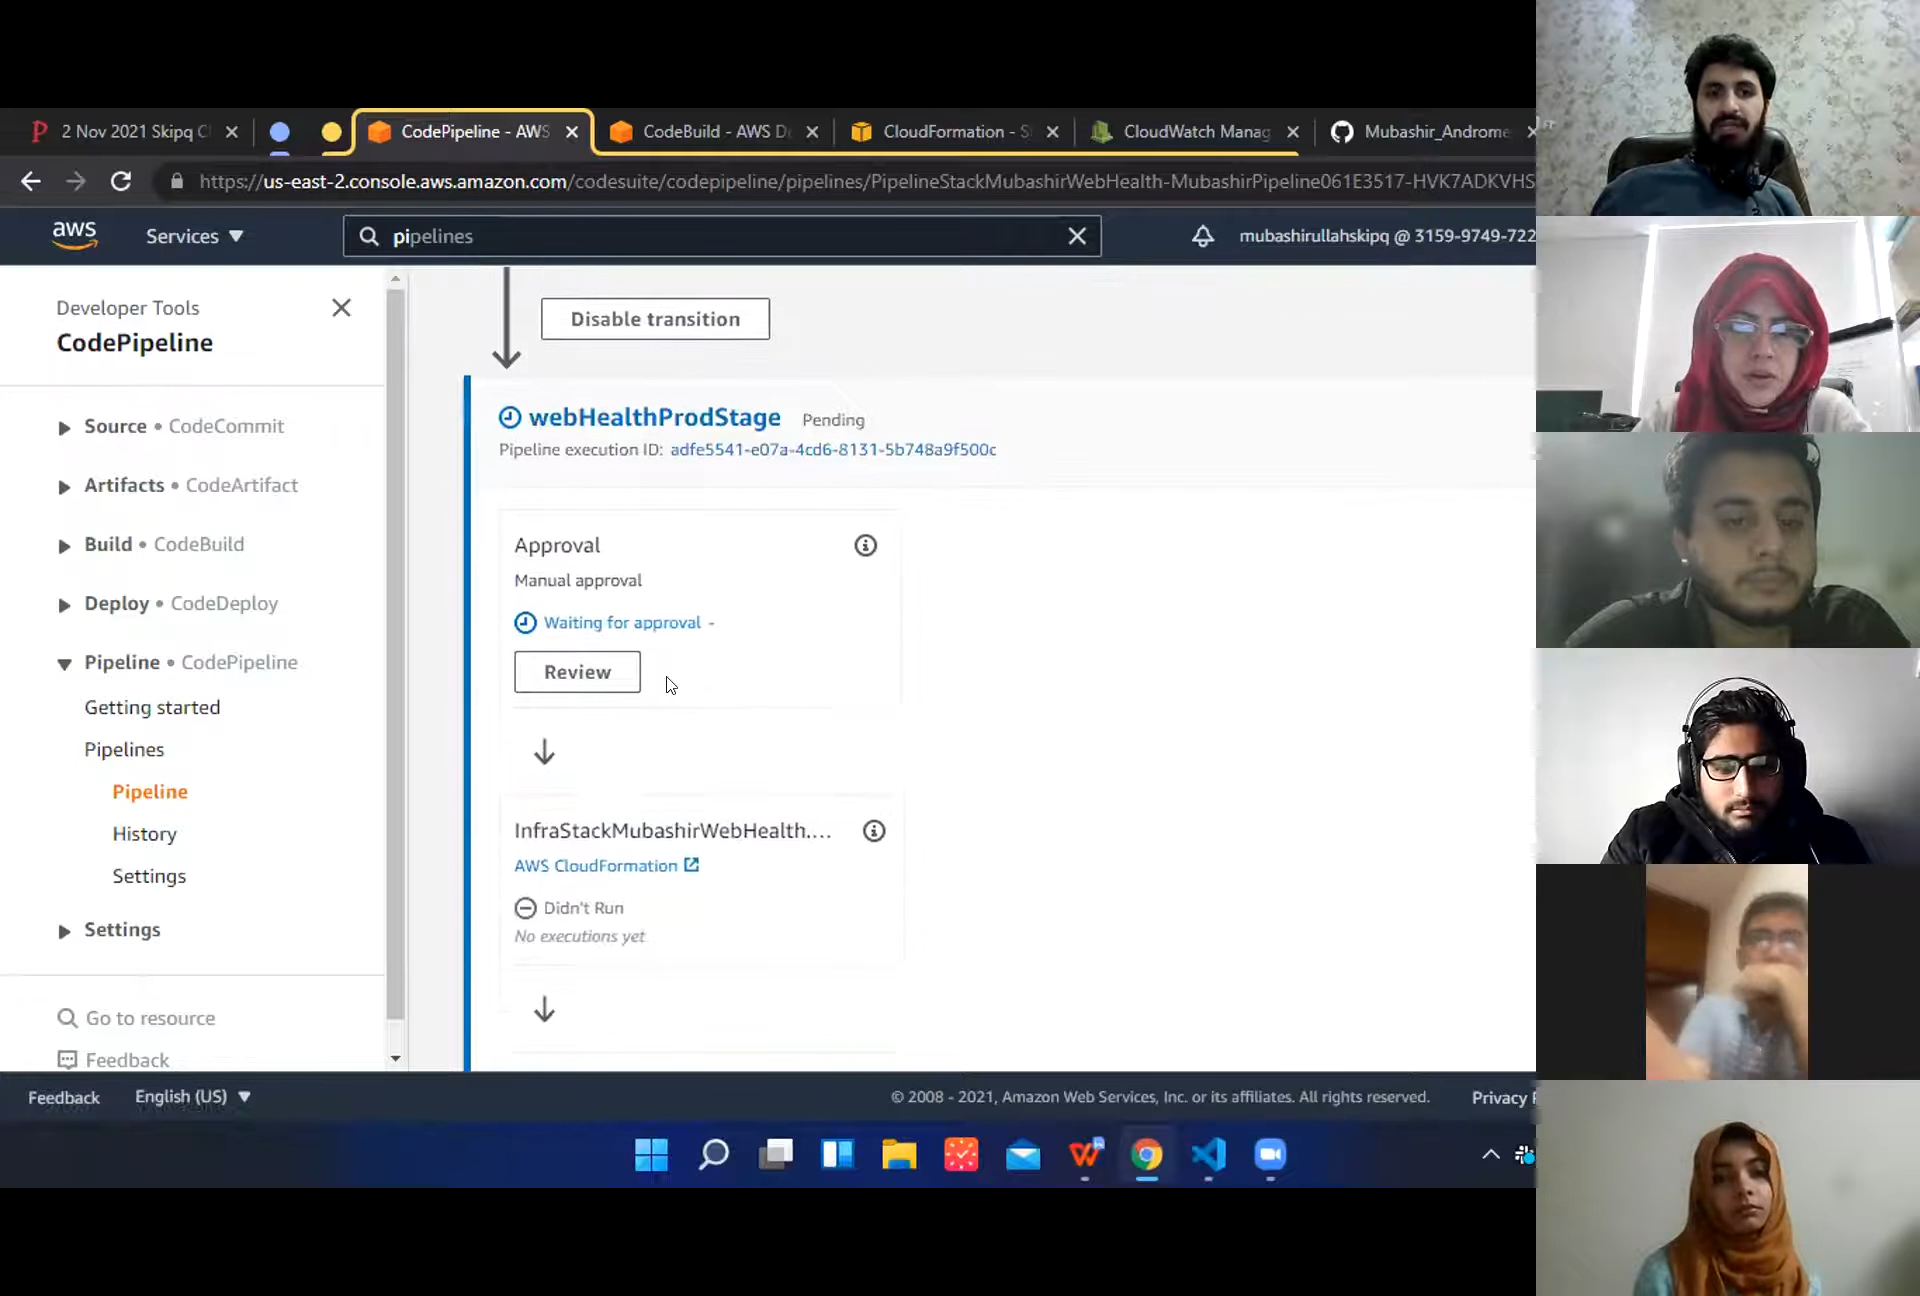 2 Nov 2021 Skipq C
CodePipeline - AWS
CodeBuild - AWS D
CloudFormation - S
CloudWatch Manag
Mubashir_Androme
https://us-east-2.console.aws.amazon.com/codesuite/codepipeline/pipelines/PipelineStackMubashirWebHealth-MubashirPipeline061E3517-HVK7ADKVHS
aws
Services
pipelines
mubashirullahskipq @ 3159-9749-722
Developer Tools
CodePipeline
Source • CodeCommit
Artifacts • CodeArtifact
Build • CodeBuild
Deploy • CodeDeploy
Pipeline • CodePipeline
Getting started
Pipelines
Pipeline
History
Settings
Settings
Go to resource
Feedback
Disable transition
webHealthProdStage Pending
Pipeline execution ID: adfe5541-e07a-4cd6-8131-5b748a9f500c
Approval
Manual approval
Waiting for approval -
Review
InfraStackMubashirWebHealth....
AWS CloudFormation
Didn't Run
No executions yet
Feedback
English (US)
© 2008 - 2021, Amazon Web Services, Inc. or its affiliates. All rights reserved.
Privacy